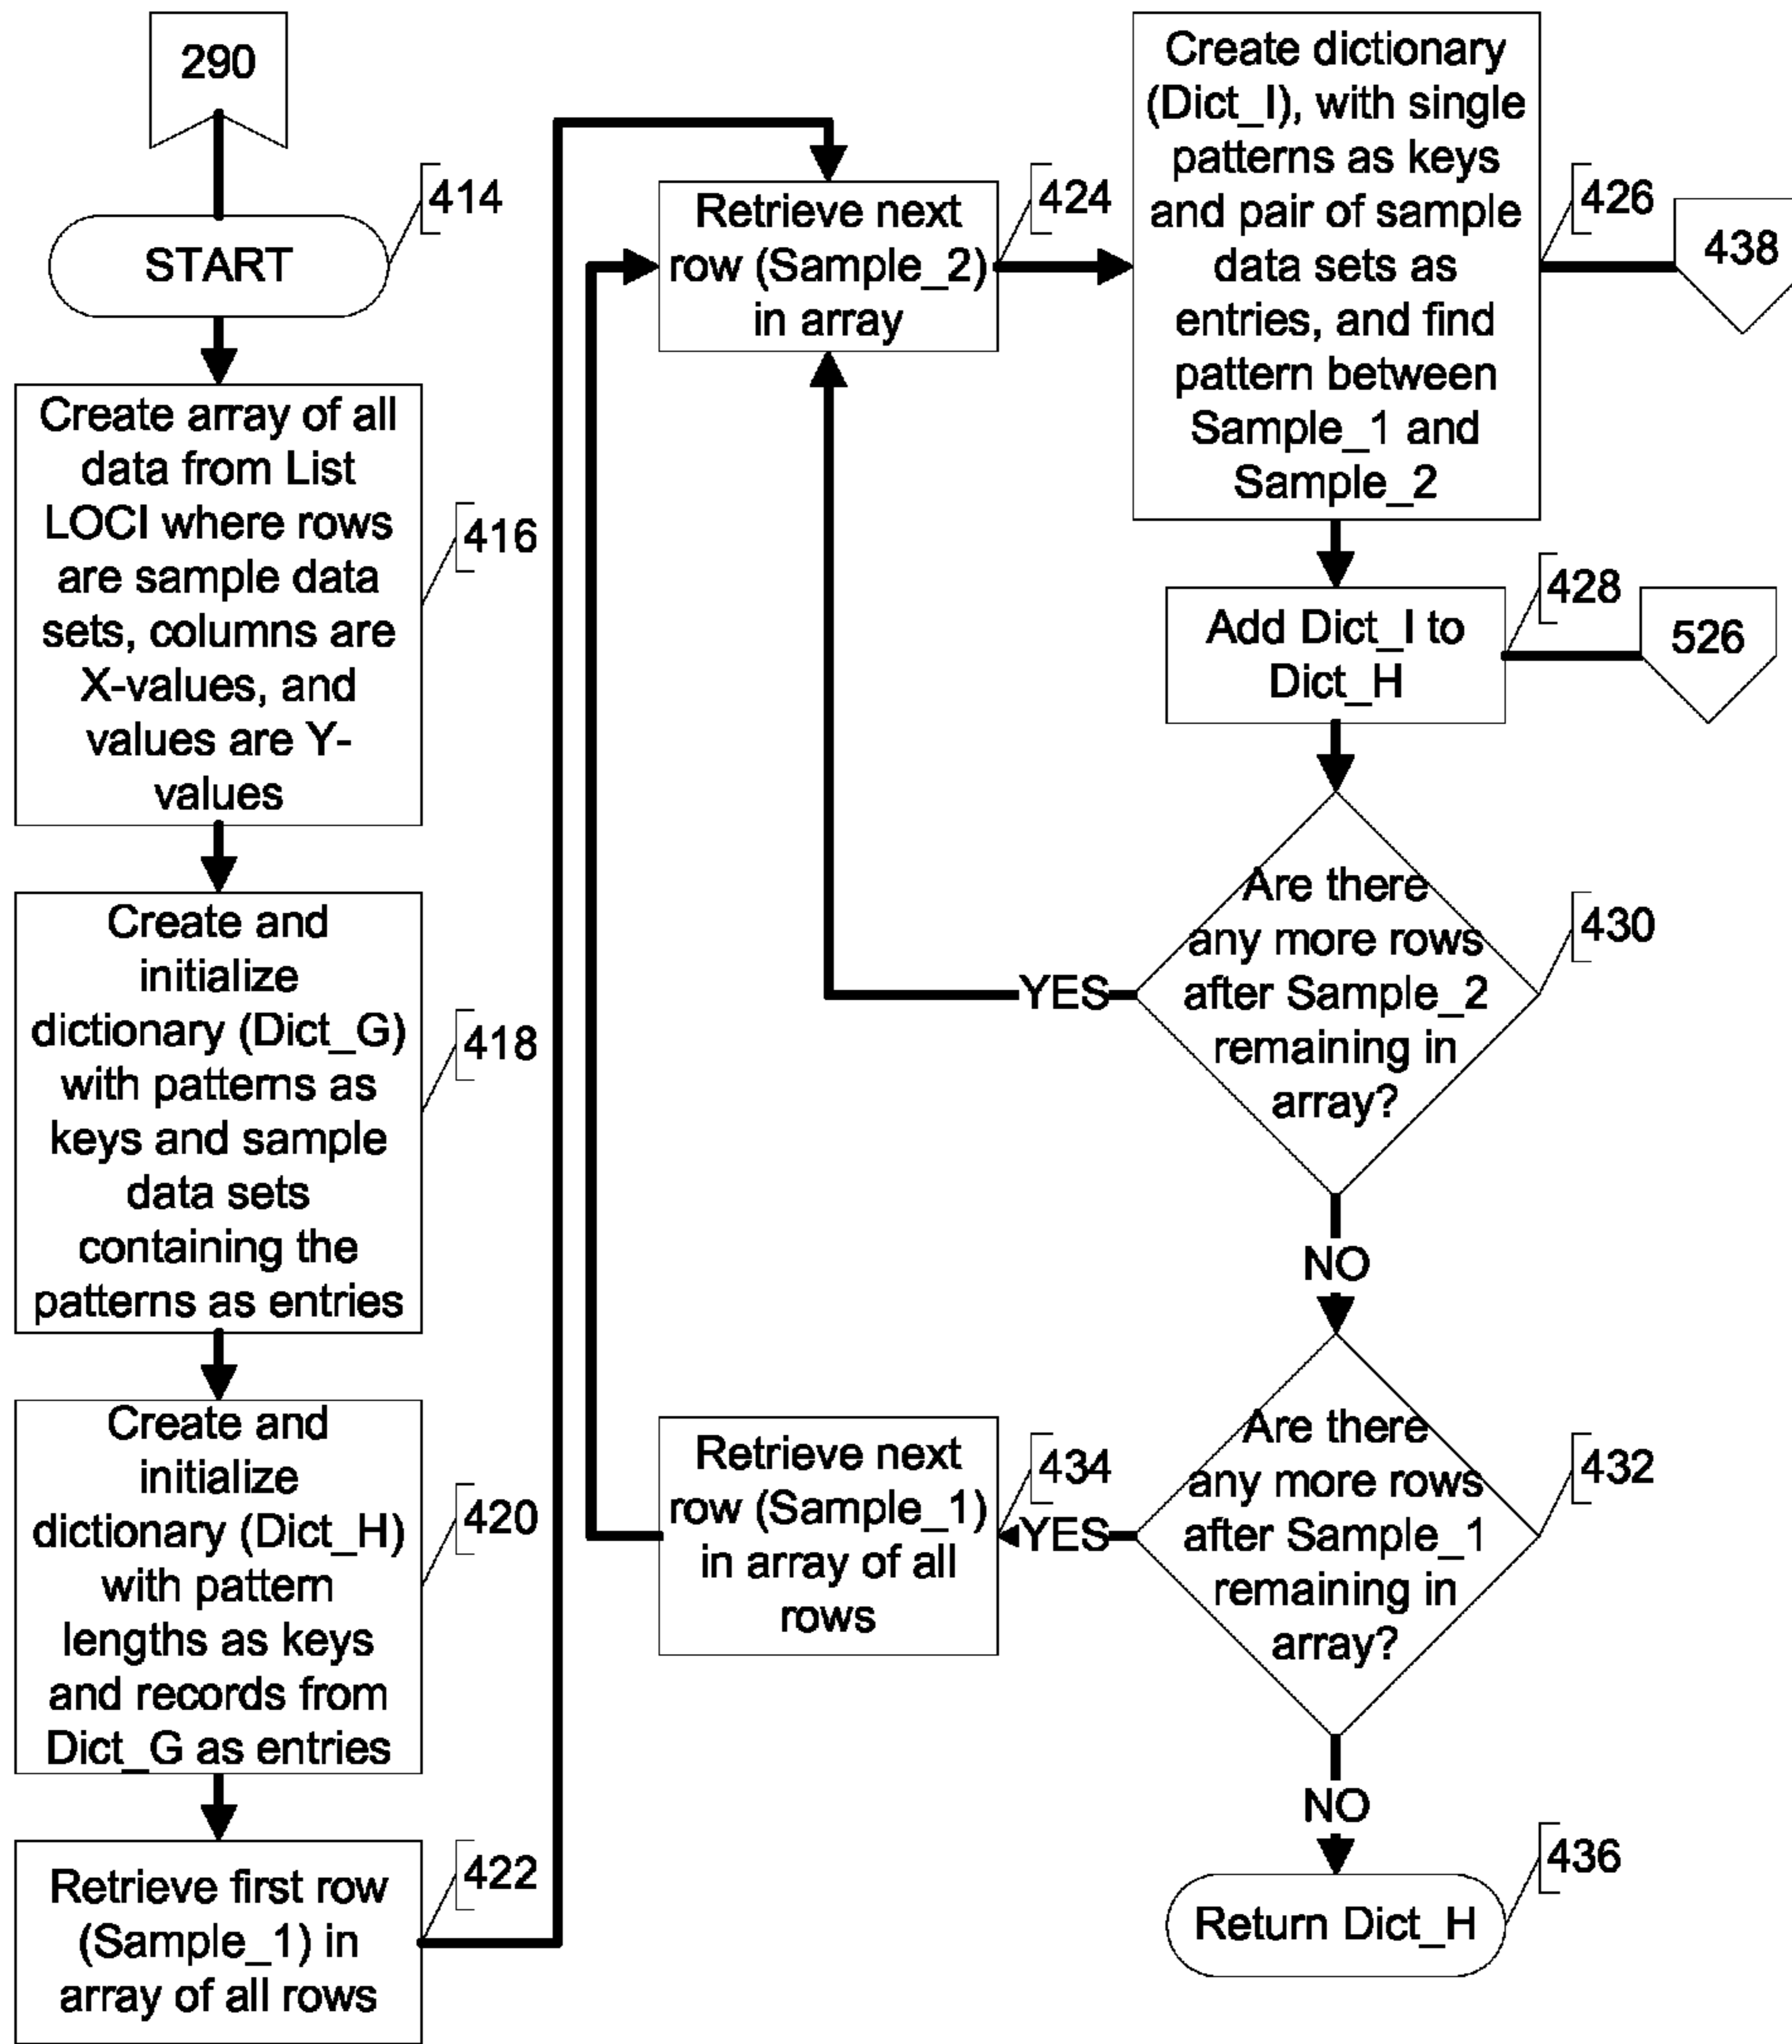 290
START
414
Create array of all
data from List
LOCI where rows
are sample data
sets, columns are
X-values, and
values are Y-
values
416
Create and
initialize
dictionary (Dict_G)
with patterns as
keys and sample
data sets
containing the
patterns as entries
418
Create and
initialize
dictionary (Dict_H)
with pattern
lengths as keys
and records from
Dict_G as entries
420
Retrieve first row
(Sample_1) in
array of all rows
422
Retrieve next
row (Sample_2)
in array
424
Create dictionary
(Dict_I), with single
patterns as keys
and pair of sample
data sets as
entries, and find
pattern between
Sample_1 and
Sample_2
426
438
Add Dict_I to
Dict_H
428
526
Are there
any more rows
after Sample_2
remaining in
array?
430
YES
NO
Are there
any more rows
after Sample_1
remaining in
array?
432
YES
Retrieve next
row (Sample_1)
in array of all
rows
434
NO
Return Dict_H
436